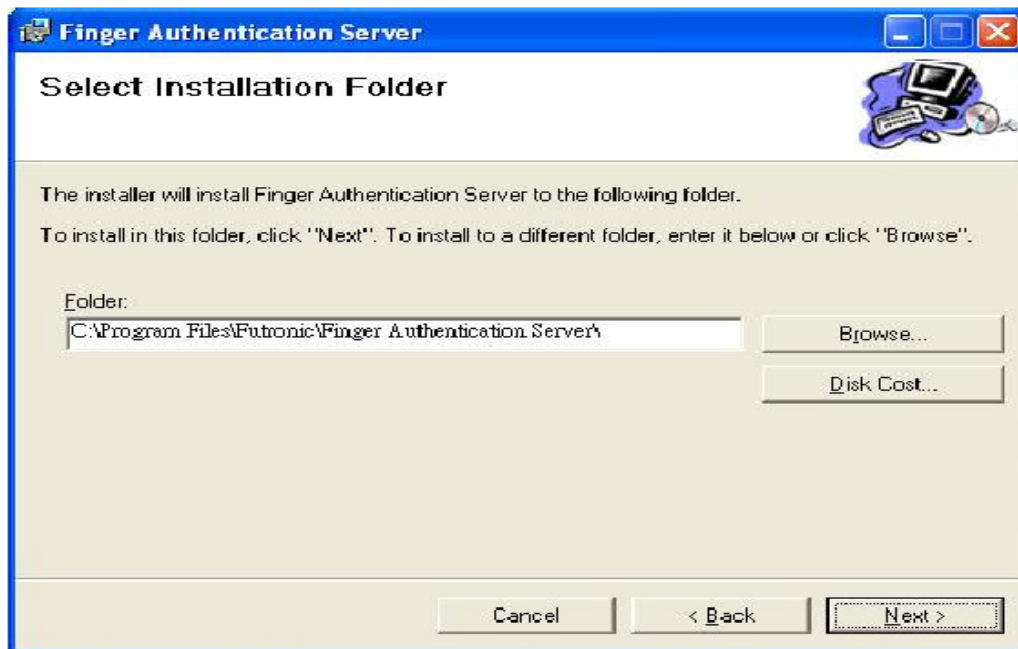 Finger Authentication Server
Select Installation Folder
The installer will install Finger Authentication Server to the following folder.
To install in this folder, click "Next". To install to a different folder, enter it below or click "Browse".
Folder:
C:\Program Files\Futronic\Finger Authentication Server\
Browse...
Disk Cost...
Cancel
< Back
Next >